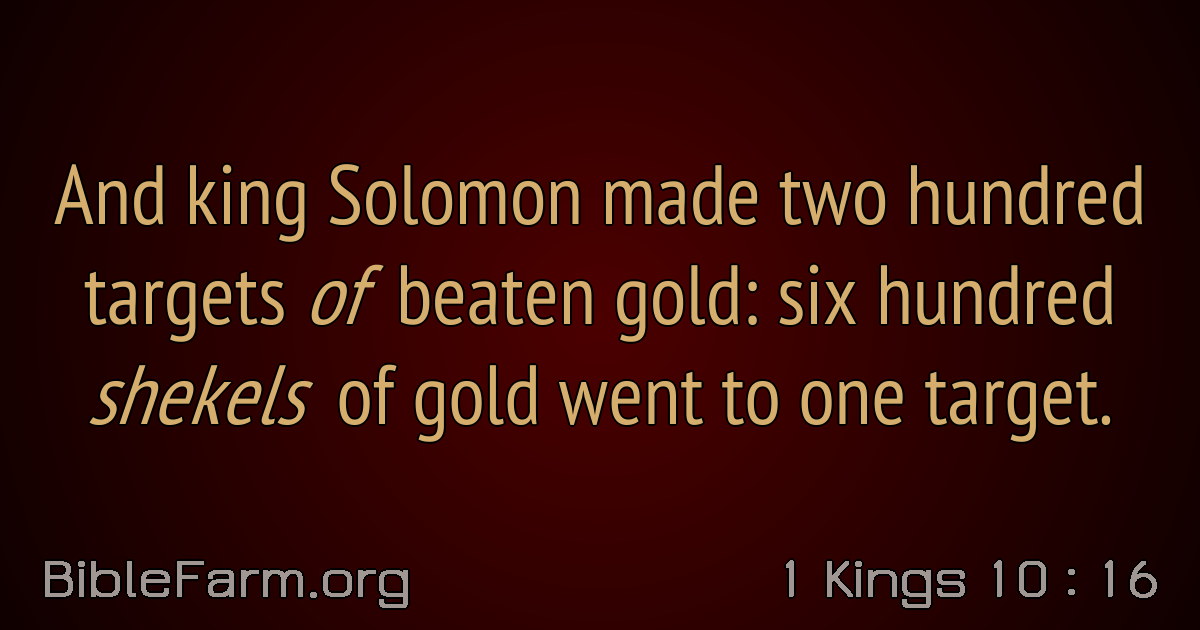 And king Solomon made two hundred
targets of beaten gold: six hundred
shekels of gold went to one target.
BibleFarm.org
1 Kings 10 : 16